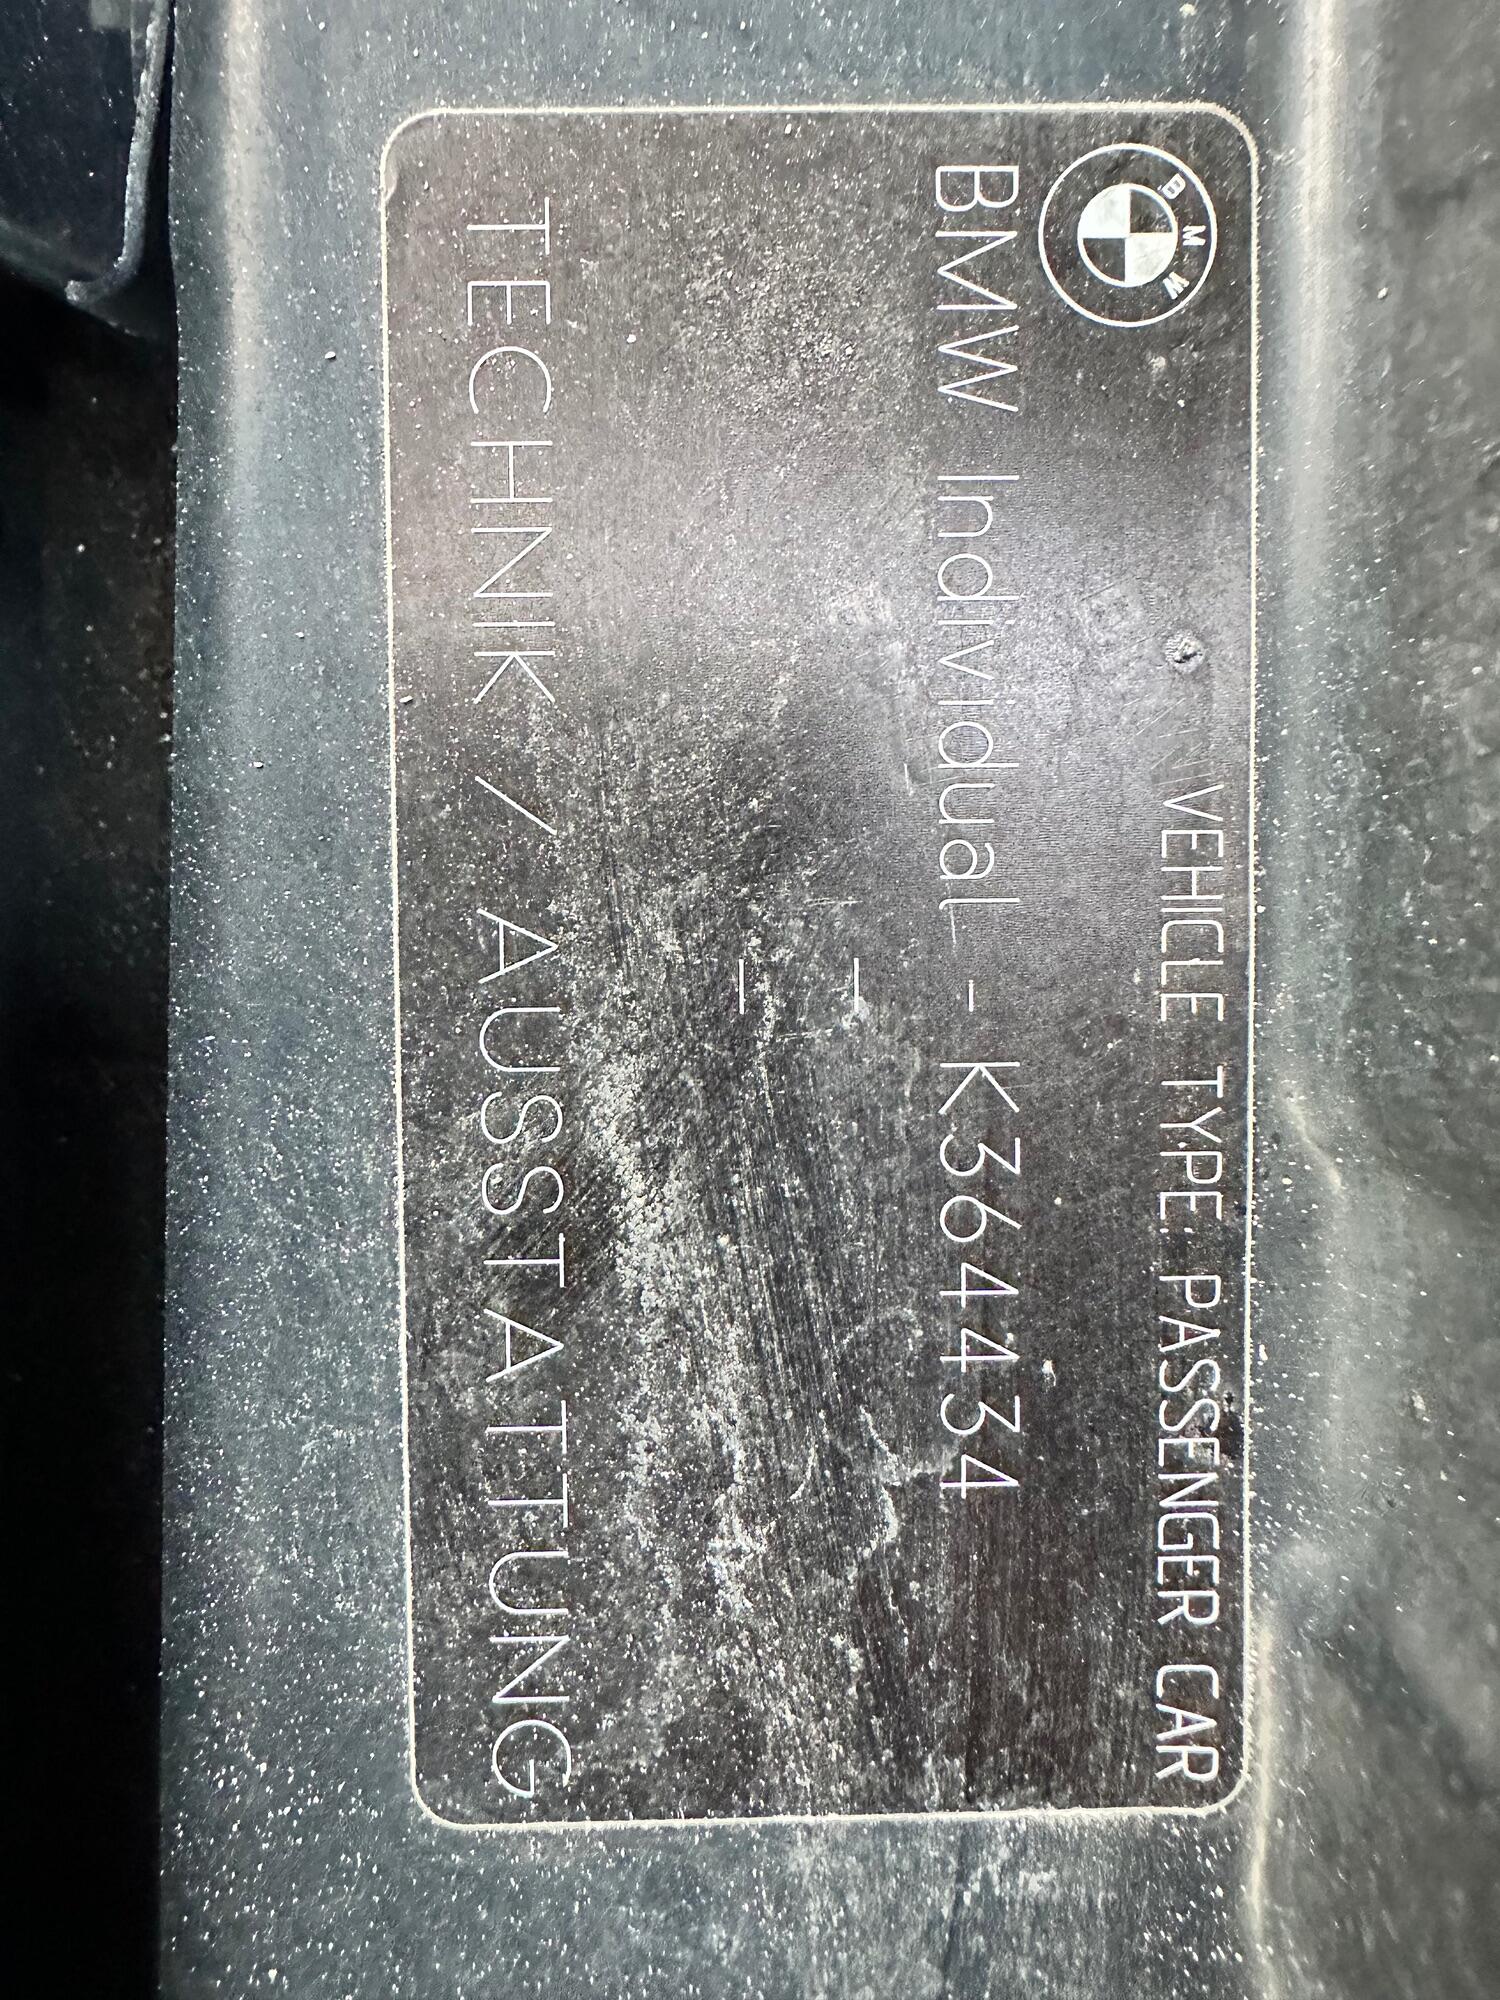 BMW
VEHICLE TYPE: PASSENGER CAR
BMW Individual - K364434
-
-
TECHNIK / AUSSTATTUNG